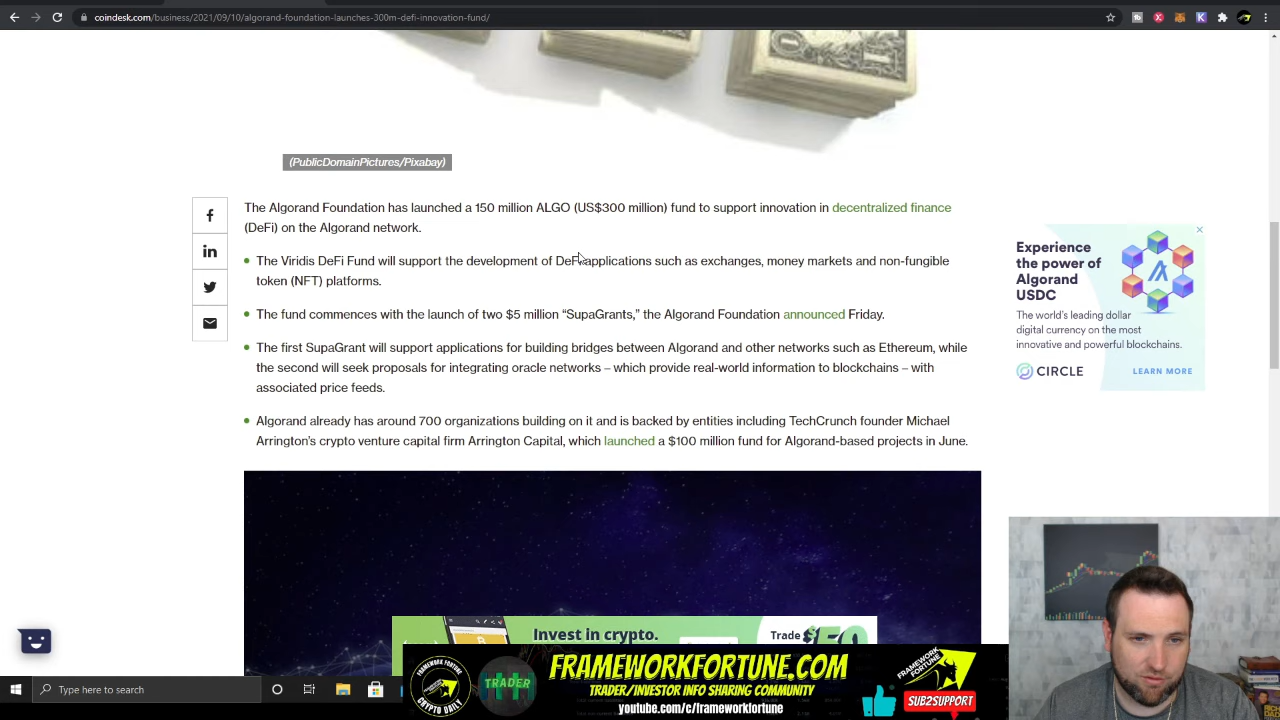 coindesk.com/business/2021/09/10/algorand-foundation-launches-300m-defi-innovation-fund/
(PublicDomainPictures/Pixabay)
The Algorand Foundation has launched a 150 million ALGO (US$300 million) fund to support innovation in decentralized finance
(DeFi) on the Algorand network.
The Viridis DeFi Fund will support the development of DeFi applications such as exchanges, money markets and non-fungible
token (NFT) platforms.
The fund commences with the launch of two $5 million “SupaGrants,” the Algorand Foundation announced Friday.
The first SupaGrant will support applications for building bridges between Algorand and other networks such as Ethereum, while
the second will seek proposals for integrating oracle networks – which provide real-world information to blockchains – with
associated price feeds.
Algorand already has around 700 organizations building on it and is backed by entities including TechCrunch founder Michael
Arrington’s crypto venture capital firm Arrington Capital, which launched a $100 million fund for Algorand-based projects in June.
Experience
the power of
Algorand
USDC
The world's leading dollar
digital currency on the most
innovative and powerful blockchains.
CIRCLE
LEARN MORE
Invest in crypto.
Trade
$50
FRAMEWORK FORTUNE
CRYPTO DAILY
TRADER
FRAMEWORKFORTUNE.COM
TRADER/INVESTOR INFO SHARING COMMUNITY
youtube.com/c/frameworkfortune
FRAMEWORK
FORTUNE
SUB2SUPPORT
Type here to search